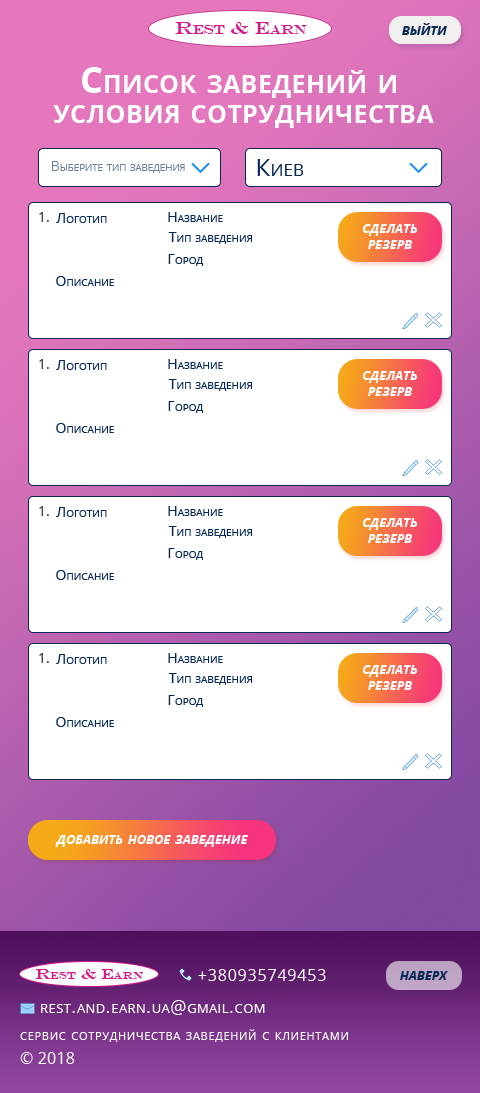 Rest & Earn
выйти
Список заведений и
условия сотрудничества
Выберите тип заведения
Киев
1. Логотип
Название
Тип заведения
Город
Описание
сделать
резерв
1. Логотип
Название
Тип заведения
Город
Описание
сделать
резерв
1. Логотип
Название
Тип заведения
Город
Описание
сделать
резерв
1. Логотип
Название
Тип заведения
Город
Описание
сделать
резерв
добавить новое заведение
Rest & Earn
+380935749453
наверх
rest.and.earn.ua@gmail.com
сервис сотрудничества заведений с клиентами
© 2018